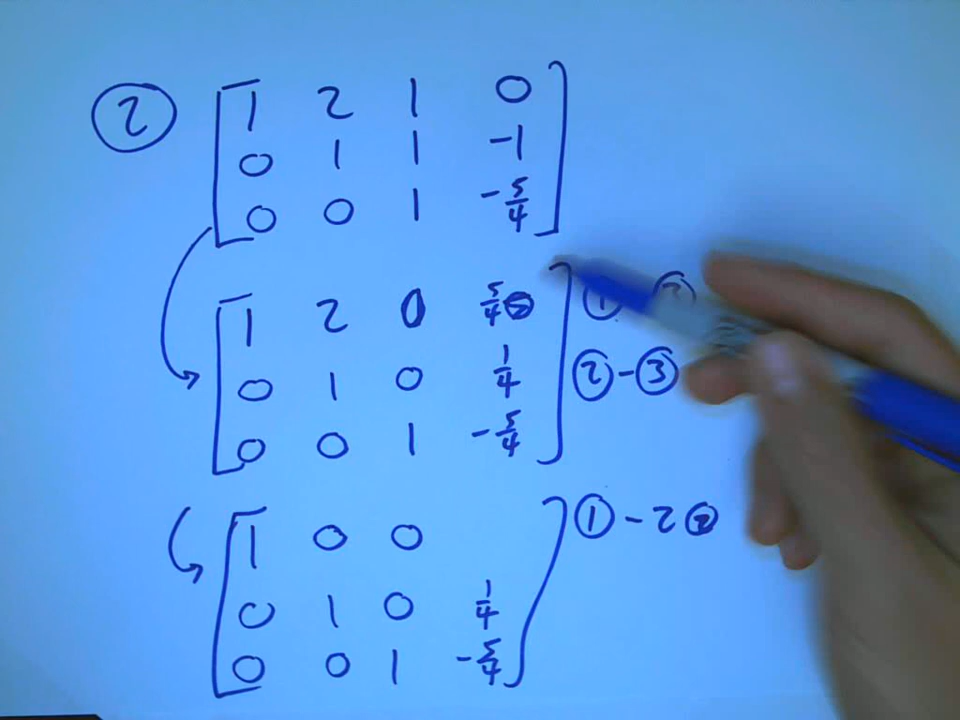 ②
1 2 1 0
0 1 1 -1
0 0 1 -5/4
1 2 0 5/4 ①
0 1 0 1/4 ②-③
0 0 1 -5/4
1 0 0 ①-2②
0 1 0 1/4
0 0 1 -5/4